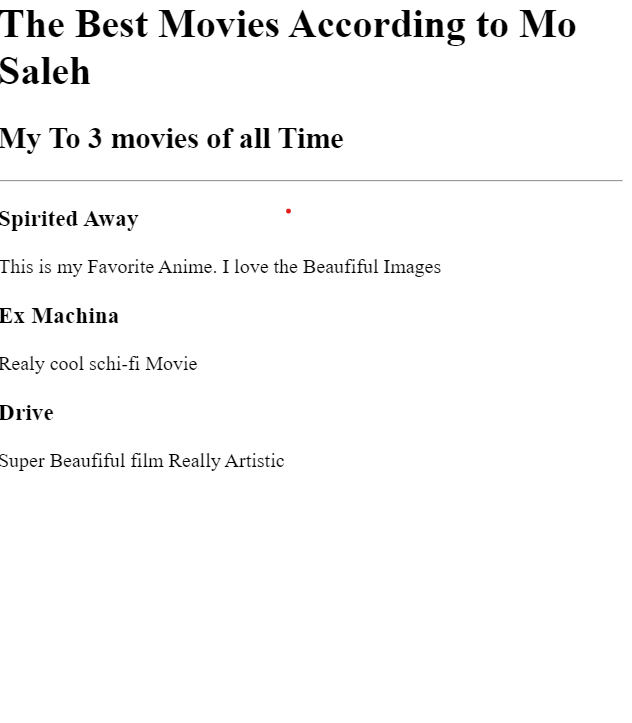 The Best Movies According to Mo
Saleh
My To 3 movies of all Time
Spirited Away
This is my Favorite Anime. I love the Beaufiful Images
Ex Machina
Realy cool schi-fi Movie
Drive
Super Beaufiful film Really Artistic